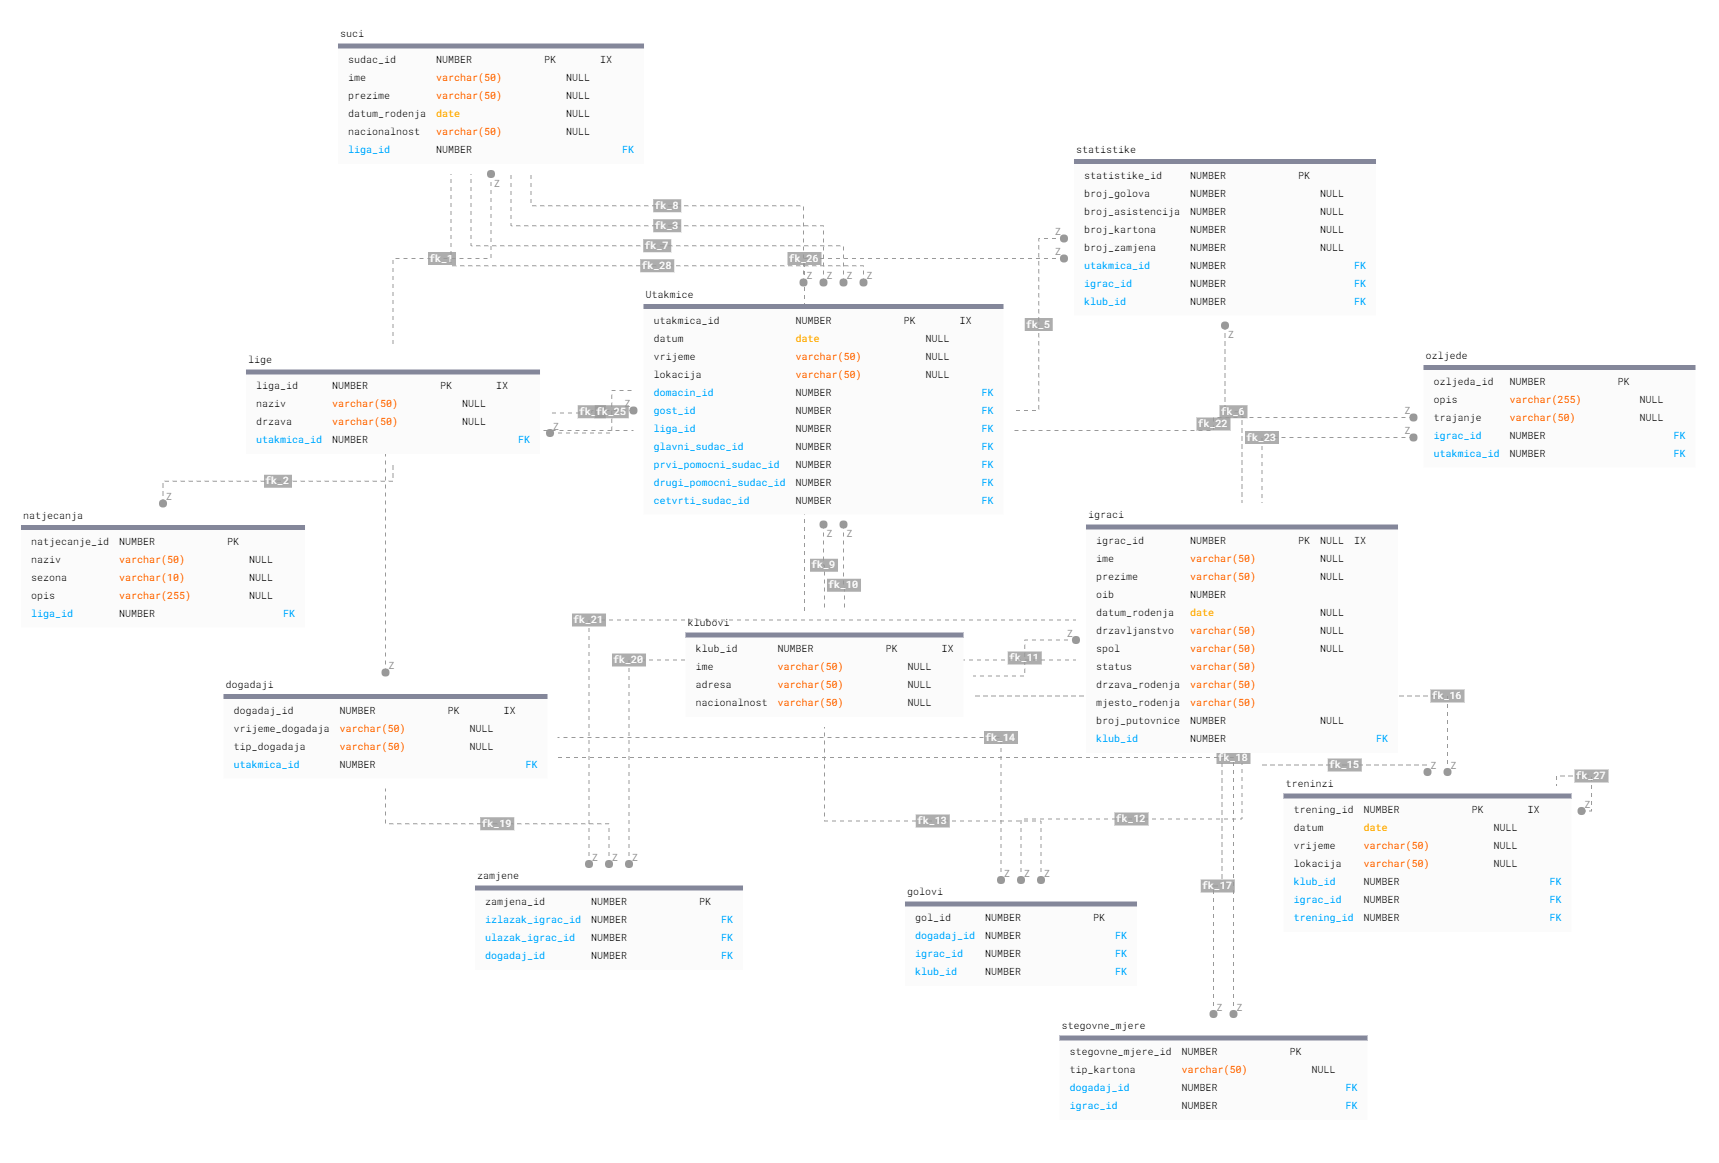 suci
sudac_id NUMBER PK IX
ime varchar(50) NULL
prezime varchar(50) NULL
datum_rodenja date NULL
nacionalnost varchar(50) NULL
liga_id NUMBER FK
Z
statistike
statistike_id NUMBER PK
broj_golova NUMBER NULL
broj_asistencija NUMBER NULL
broj_kartona NUMBER NULL
broj_zamjena NUMBER NULL
utakmica_id NUMBER FK
igrac_id NUMBER FK
klub_id NUMBER FK
fk_8
fk_3
fk_7
fk_1
fk_28
fk_26
Z
Z
Z Z Z Z
fk_5
Z
Utakmice
utakmica_id NUMBER PK IX
datum date NULL
vrijeme varchar(50) NULL
lokacija varchar(50) NULL
domacin_id NUMBER FK
gost_id NUMBER FK
liga_id NUMBER FK
glavni_sudac_id NUMBER FK
prvi_pomocni_sudac_id NUMBER FK
drugi_pomocni_sudac_id NUMBER FK
cetvrti_sudac_id NUMBER FK
lige
liga_id NUMBER PK IX
naziv varchar(50) NULL
drzava varchar(50) NULL
utakmica_id NUMBER FK
fk_25
Z
Z
ozljede
ozljeda_id NUMBER PK
opis varchar(255) NULL
trajanje varchar(50) NULL
igrac_id NUMBER FK
utakmica_id NUMBER FK
fk_6
fk_22
fk_23
Z
Z
fk_2
Z
natjecanja
natjecanje_id NUMBER PK
naziv varchar(50) NULL
sezona varchar(10) NULL
opis varchar(255) NULL
liga_id NUMBER FK
igraci
igrac_id NUMBER PK NULL IX
ime varchar(50) NULL
prezime varchar(50) NULL
oib NUMBER
datum_rodenja date NULL
drzavljanstvo varchar(50) NULL
spol varchar(50) NULL
status varchar(50)
drzava_rodenja varchar(50)
mjesto_rodenja varchar(50)
broj_putovnice NUMBER NULL
klub_id NUMBER FK
Z Z
fk_9
fk_10
fk_21
fk_20
fk_11
Z
klubovi
klub_id NUMBER PK IX
ime varchar(50) NULL
adresa varchar(50) NULL
nacionalnost varchar(50) NULL
Z
dogadaji
dogadaj_id NUMBER PK IX
vrijeme_dogadaja varchar(50) NULL
tip_dogadaja varchar(50) NULL
utakmica_id NUMBER FK
fk_16
fk_14
fk_18
fk_15
Z Z
fk_27
Z
treninzi
trening_id NUMBER PK IX
datum date NULL
vrijeme varchar(50) NULL
lokacija varchar(50) NULL
klub_id NUMBER FK
igrac_id NUMBER FK
trening_id NUMBER FK
fk_19
fk_13
fk_12
Z Z Z
zamjene
zamjena_id NUMBER PK
izlazak_igrac_id NUMBER FK
ulazak_igrac_id NUMBER FK
dogadaj_id NUMBER FK
Z Z Z
golovi
gol_id NUMBER PK
dogadaj_id NUMBER FK
igrac_id NUMBER FK
klub_id NUMBER FK
fk_17
Z Z
stegovne_mjere
stegovne_mjere_id NUMBER PK
tip_kartona varchar(50) NULL
dogadaj_id NUMBER FK
igrac_id NUMBER FK